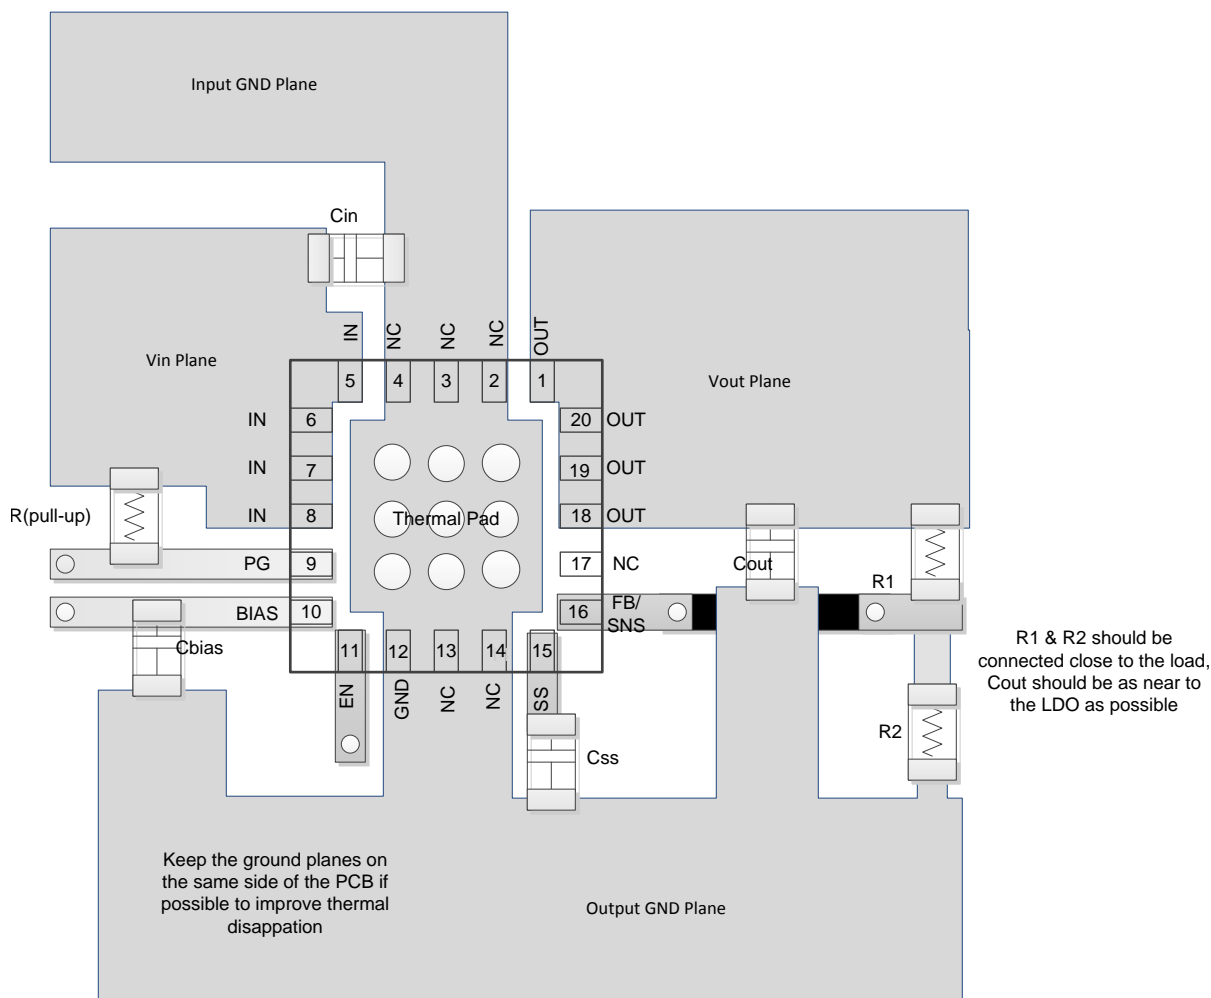 Input GND Plane
Cin
IN
NC
NC
NC
OUT
Vin Plane
Vout Plane
5
4
3
2
1
IN
6
20
OUT
IN
7
19
OUT
R(pull-up)
IN
8
Thermal Pad
18
OUT
PG
9
17
NC
Cout
R1
BIAS
10
16
FB/
SNS
Cbias
11
12
13
14
15
EN
GND
NC
NC
SS
R1 & R2 should be
connected close to the load,
Cout should be as near to
the LDO as possible
R2
Css
Keep the ground planes on
the same side of the PCB if
possible to improve thermal
disappation
Output GND Plane